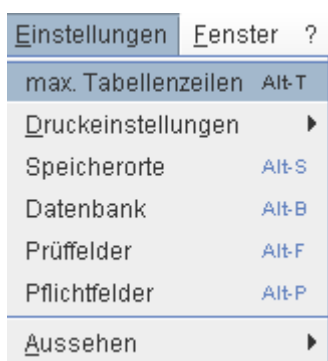 Einstellungen Fenster ?
max. Tabellenzeilen Alt-T
Druckeinstellungen
Speicherorte Alt-S
Datenbank Alt-B
Prüffelder Alt-F
Pflichtfelder Alt-P
Aussehen